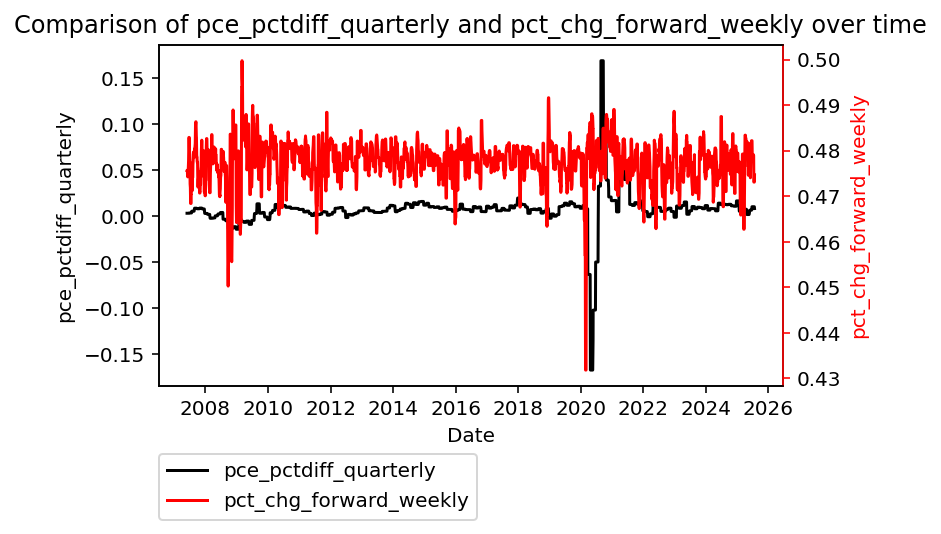 Comparison of pce_pctdiff_quarterly and pct_chg_forward_weekly over time
pce_pctdiff_quarterly
0.15
0.10
0.05
0.00
−0.05
−0.10
−0.15
0.50
0.49
0.48
0.47
0.46
0.45
0.44
0.43
pct_chg_forward_weekly
2008 2010 2012 2014 2016 2018 2020 2022 2024 2026
Date
pce_pctdiff_quarterly
pct_chg_forward_weekly